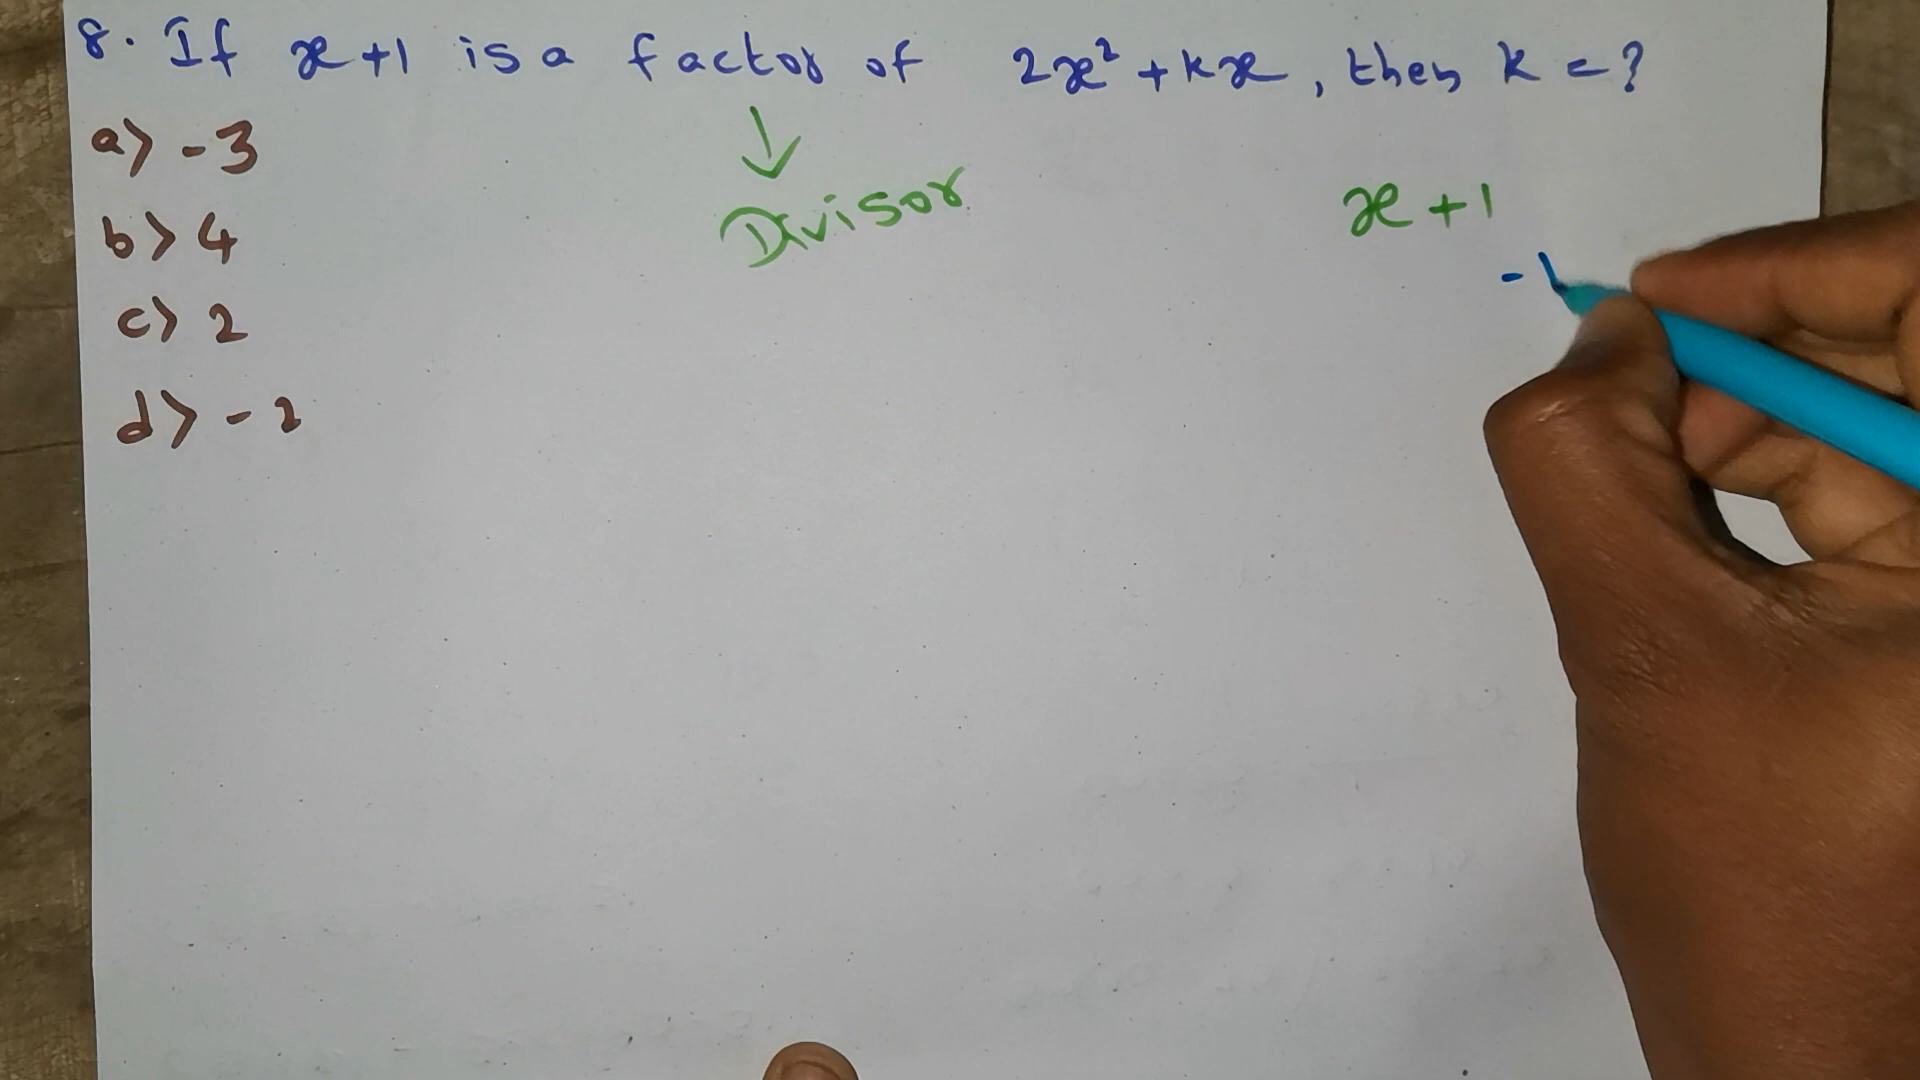 8. If x+1 is a factor of 2x²+kx, then k = ?
a) -3
↓
Divisor
x+1
b) 4
-1
c) 2
d) -2